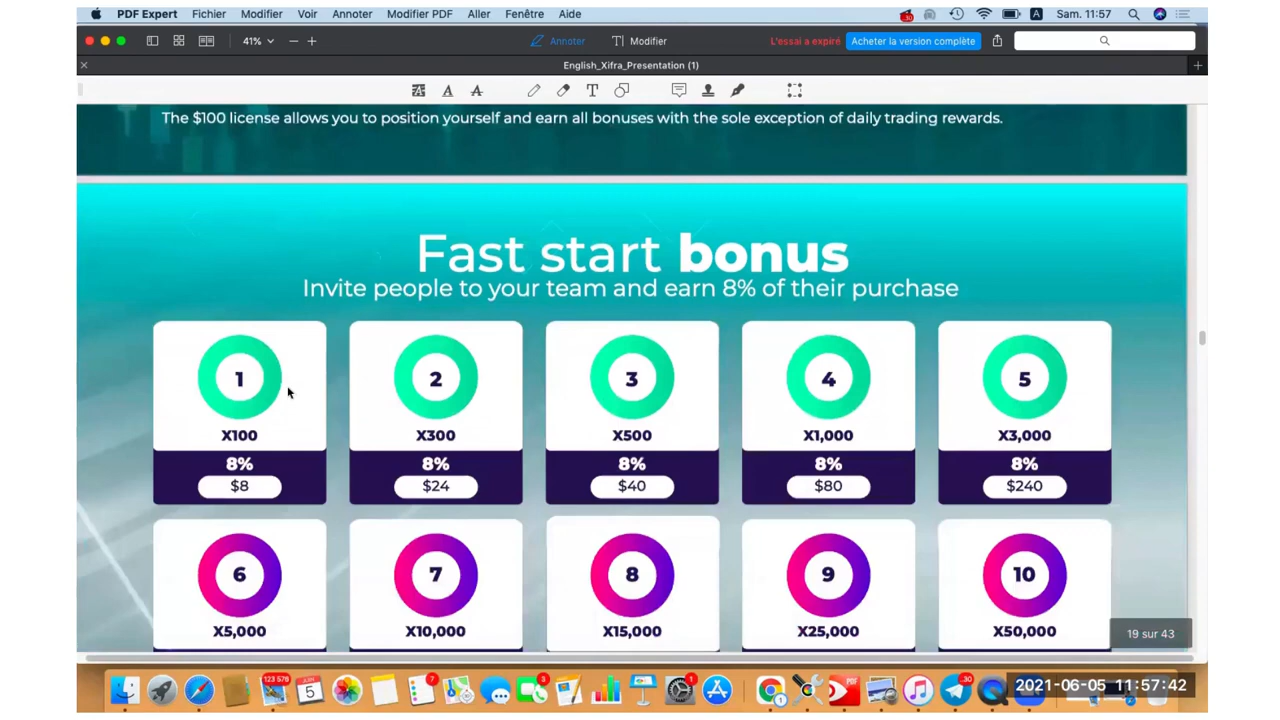 PDF Expert Fichier Modifier Voir Annoter Modifier PDF Aller Fenêtre Aide A Sam. 11:57
41% Annoter T Modifier L'essai a expiré Acheter la version complète
English_Xifra_Presentation (1)
The $100 license allows you to position yourself and earn all bonuses with the sole exception of daily trading rewards.
Fast start bonus
Invite people to your team and earn 8% of their purchase
1 2 3 4 5
X100 X300 X500 X1,000 X3,000
8% 8% 8% 8% 8%
$8 $24 $40 $80 $240
6 7 8 9 10
X5,000 X10,000 X15,000 X25,000 X50,000
19 sur 43
2021-06-05 11:57:42